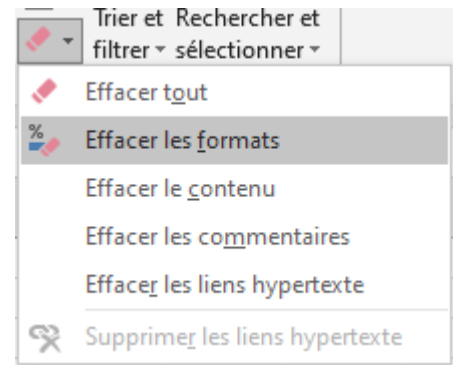 Trier et Rechercher et
filtrer sélectionner
Effacer tout
% Effacer les formats
Effacer le contenu
Effacer les commentaires
Effacer les liens hypertexte
Supprimer les liens hypertexte